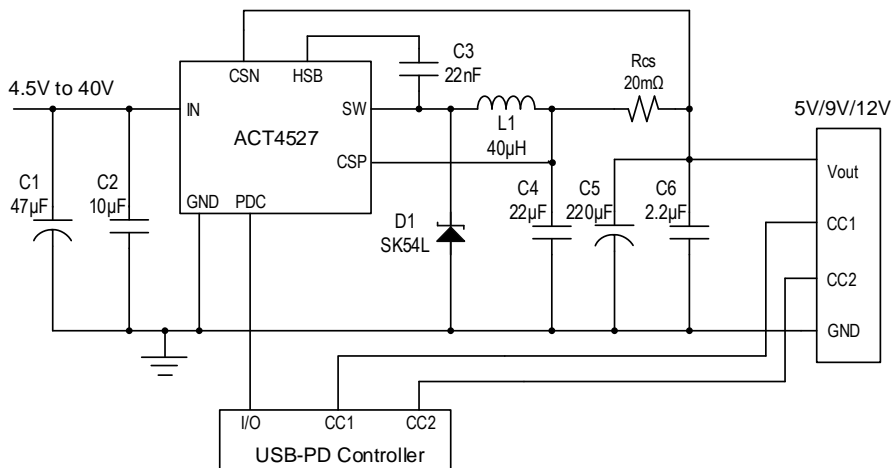 CSN
HSB
C3
22nF
Rcs
20mΩ
4.5V to 40V
IN
SW
5V/9V/12V
ACT4527
L1
40µH
CSP
Vout
C1
47µF
C2
10µF
GND
PDC
D1
SK54L
C4
22µF
C5
220µF
C6
2.2µF
CC1
CC2
GND
I/O
CC1
CC2
USB-PD Controller